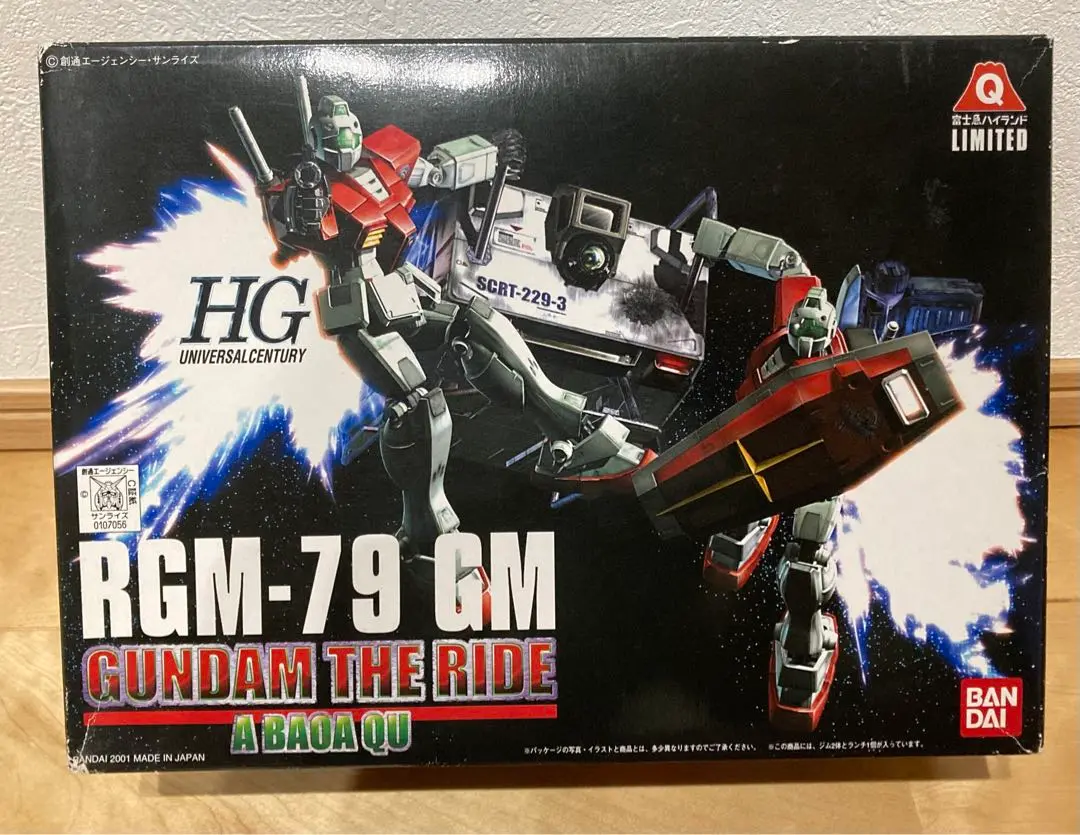 ©創通エージェンシー・サンライズ
Q
富士急ハイランド
LIMITED
SCRT-229-3
HG
UNIVERSALCENTURY
創通エージェンシー
©
証紙
サンライズ
0107056
RGM-79 GM
GUNDAM THE RIDE
A BAOA QU
BANDAI 2001 MADE IN JAPAN
※パッケージの写真・イラストと商品とは、多少異なりますのでご了承ください。
※この商品には、ジム2体とランチ1個が入っています。
BAN
DAI